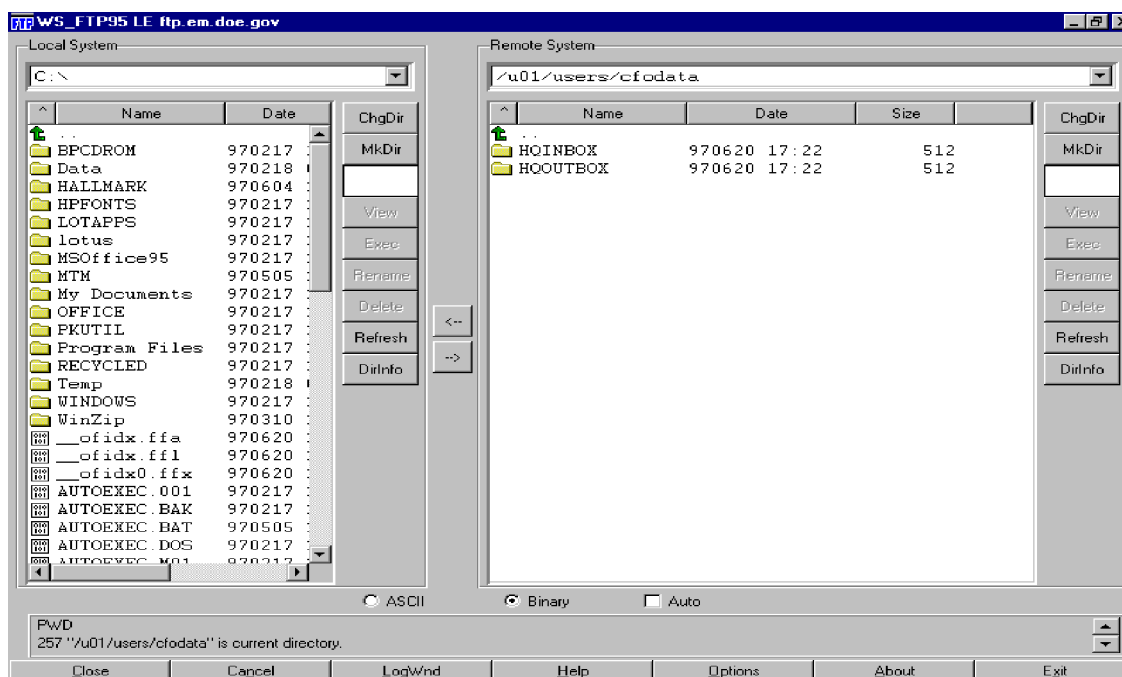 WS_FTP95 LE ftp.em.doe.gov
Local System
C:\
^ Name Date
..
BPCDROM 970217
Data 970218
HALLMARK 970604
HPFONTS 970217
LOTAPPS 970217
lotus 970217
MSOffice95 970217
MTM 970505
My Documents 970217
OFFICE 970217
PKUTIL 970217
Program Files 970217
RECYCLED 970217
Temp 970218
WINDOWS 970217
WinZip 970310
__ofidx.ffa 970620
__ofidx.ffl 970620
__ofidx0.ffx 970620
AUTOEXEC.001 970217
AUTOEXEC.BAK 970217
AUTOEXEC.BAT 970505
AUTOEXEC.DOS 970217
AUTOEXEC.M01 970217
ChgDir
MkDir
View
Exec
Rename
Delete
Refresh
DirInfo
<--
-->
Remote System
/u01/users/cfodata
^ Name Date Size
..
HQINBOX 970620 17:22 512
HQOUTBOX 970620 17:22 512
ChgDir
MkDir
View
Exec
Rename
Delete
Refresh
DirInfo
ASCII Binary Auto
PWD
257 "/u01/users/cfodata" is current directory.
Close Cancel LogWnd Help Options About Exit